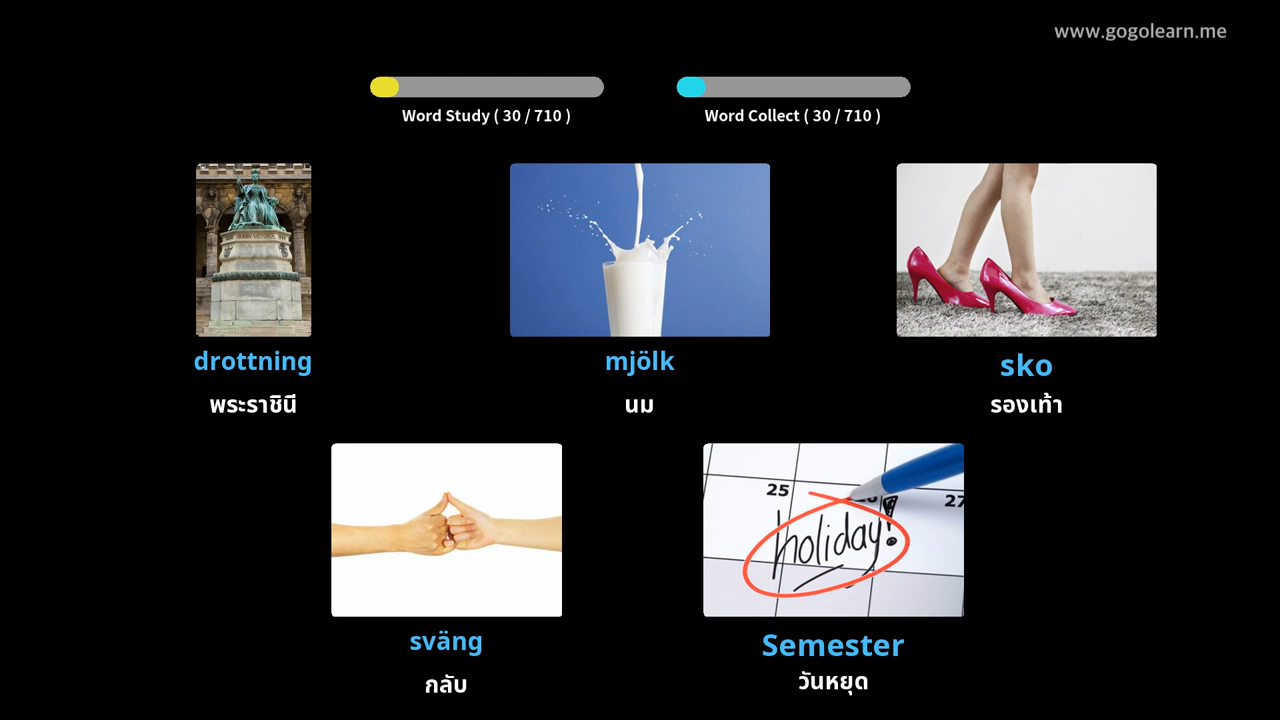 www.gogolearn.me
Word Study ( 30 / 710 )
Word Collect ( 30 / 710 )
drottning
พระราชินี
mjölk
นม
sko
รองเท้า
25
27
holiday!
sväng
กลับ
Semester
วันหยุด